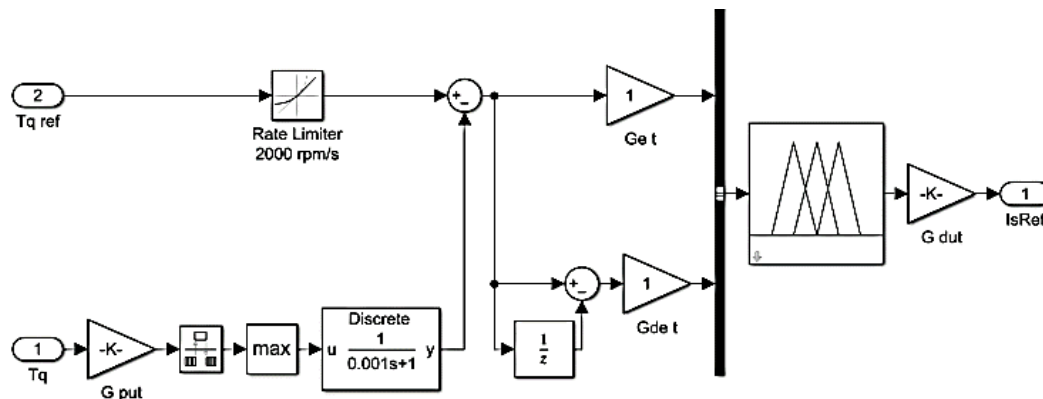 2
Tq ref
Rate Limiter
2000 rpm/s
+
-
1
Ge t
-K-
G dut
1
IsRef
+
-
1
Gde t
1
z
1
Tq
-K-
G put
max
Discrete
u 1 y
0.001s+1